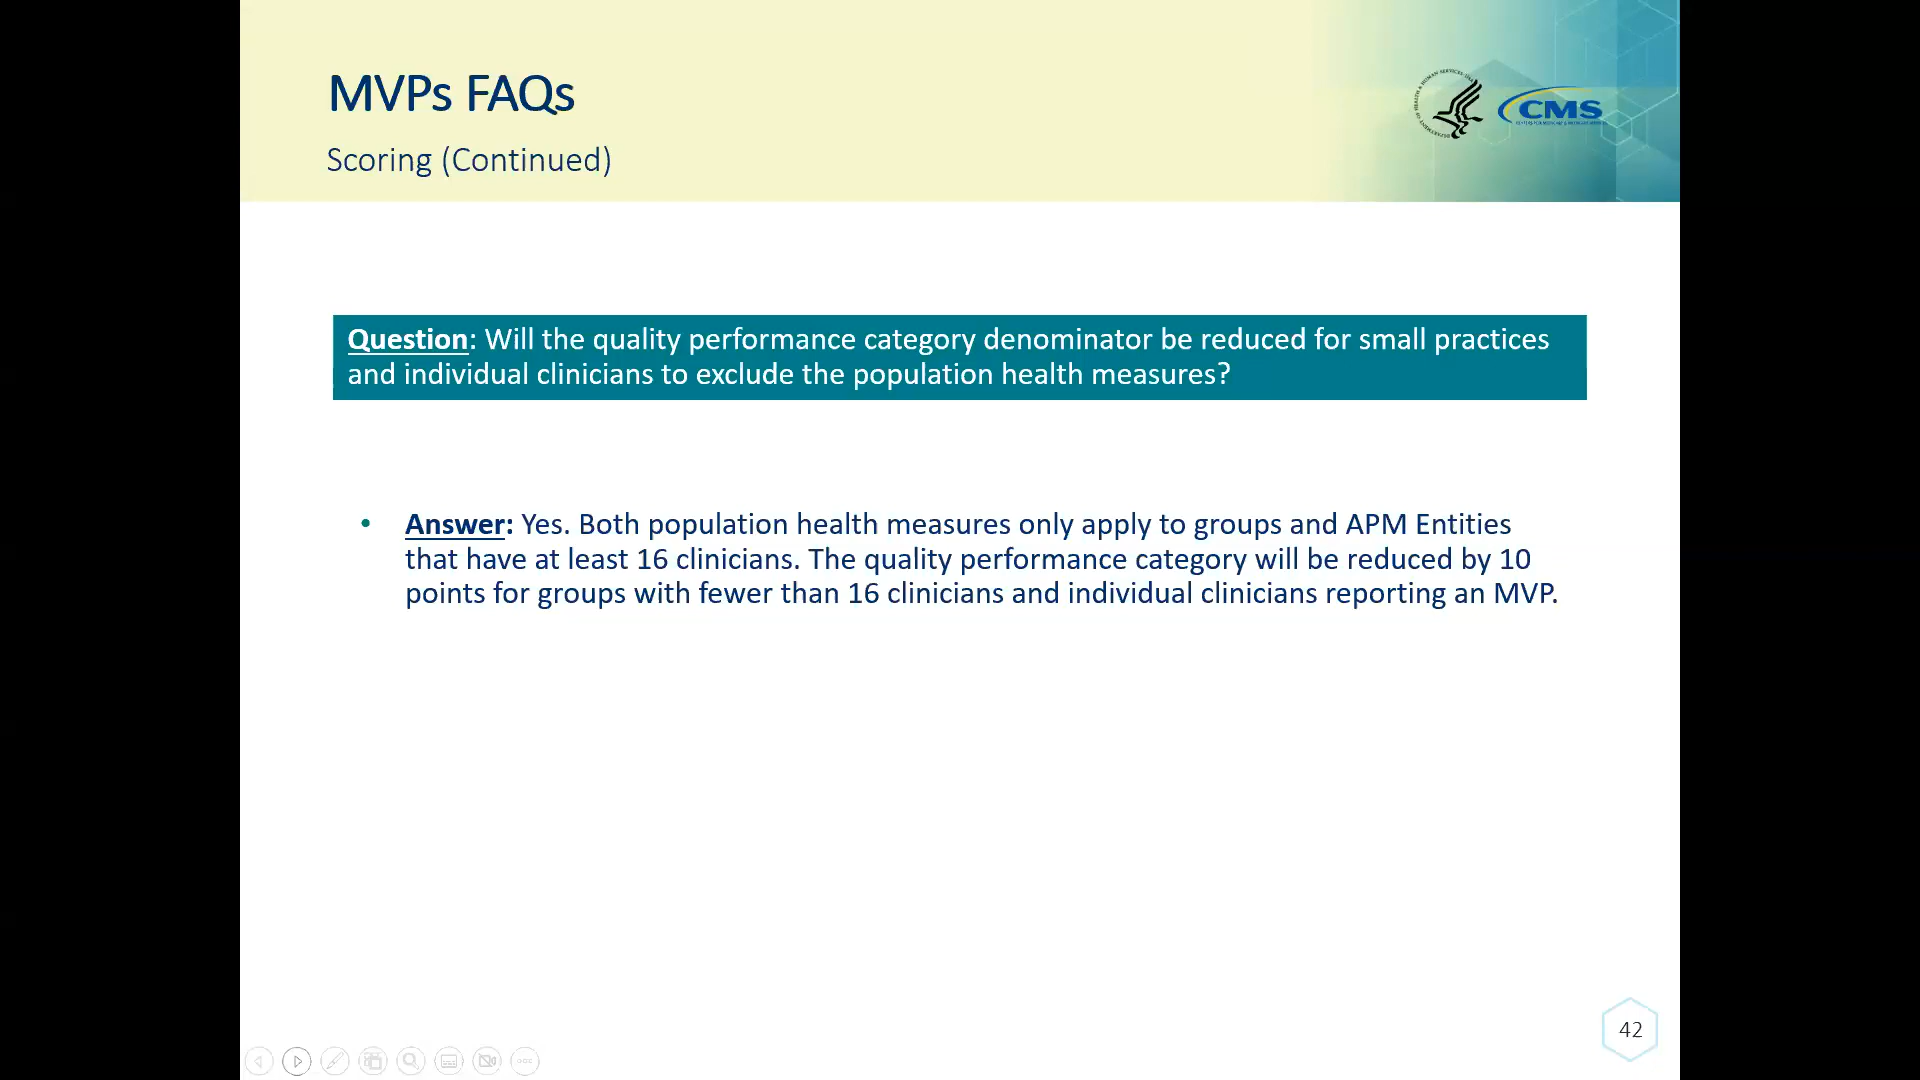 MVPs FAQs
Scoring (Continued)
CMS
Question: Will the quality performance category denominator be reduced for small practices
and individual clinicians to exclude the population health measures?
• Answer: Yes. Both population health measures only apply to groups and APM Entities
that have at least 16 clinicians. The quality performance category will be reduced by 10
points for groups with fewer than 16 clinicians and individual clinicians reporting an MVP.
42